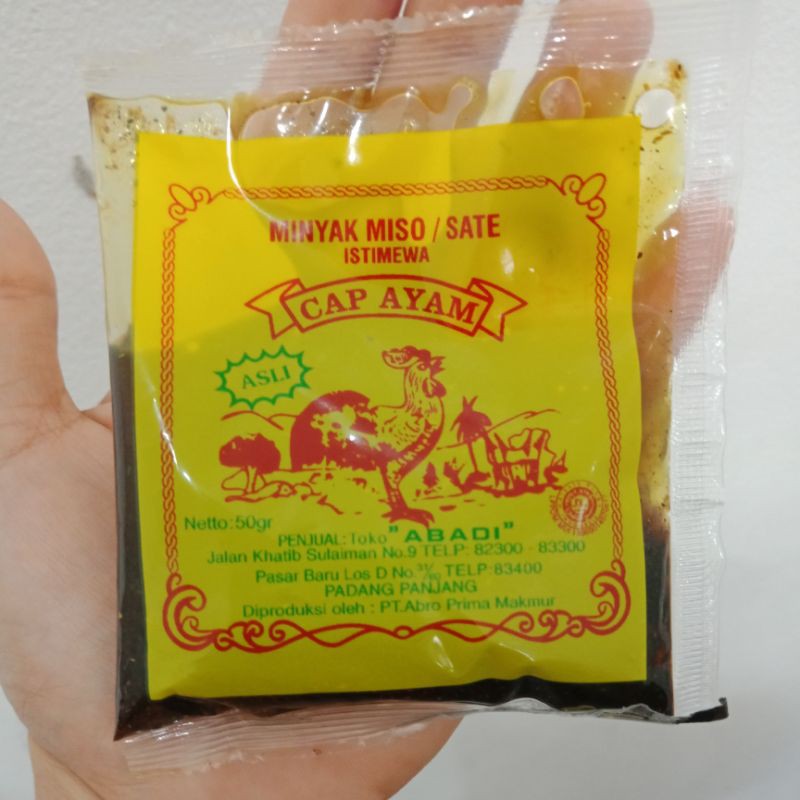 MINYAK MISO / SATE
ISTIMEWA
CAP AYAM
ASLI
Netto:50gr
PENJUAL: Toko "ABADI"
Jalan Khatib Sulaiman No.9 TELP: 82300 - 83300
Pasar Baru Los D No. TELP:83400
PADANG PANJANG
Diproduksi oleh : PT.Abro Prima Makmur